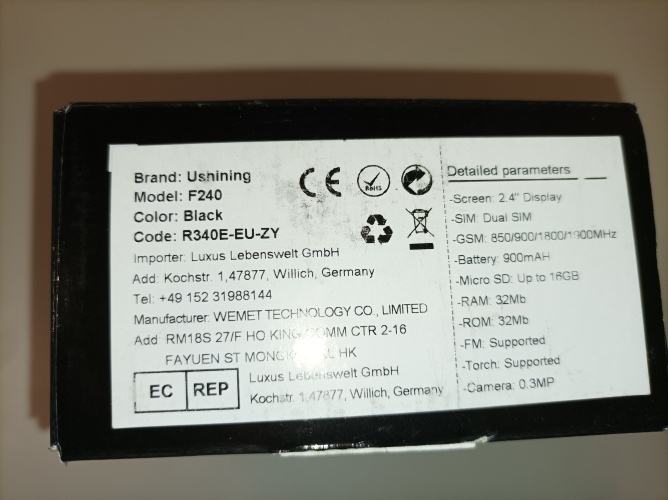 Brand: Ushining
Model: F240
Color: Black
Code: R340E-EU-ZY
Importer: Luxus Lebenswelt GmbH
Add: Kochstr. 1,47877, Willich, Germany
Tel: +49 152 31988144
Manufacturer: WEMET TECHNOLOGY CO., LIMITED
Add: RM18S 27/F HO KING COMM CTR 2-16
FAYUEN ST HK
EC REP
Luxus Lebenswelt GmbH
Kochstr. 1,47877, Willich, Germany
CE
RoHS
Detailed parameters
-Screen: 2.4" Display
-SIM: Dual SIM
-GSM: 850/900/1800/1900MHz
-Battery: 900mAH
-Micro SD: Up to 16GB
-RAM: 32Mb
-ROM: 32Mb
-FM: Supported
-Torch: Supported
-Camera: 0.3MP